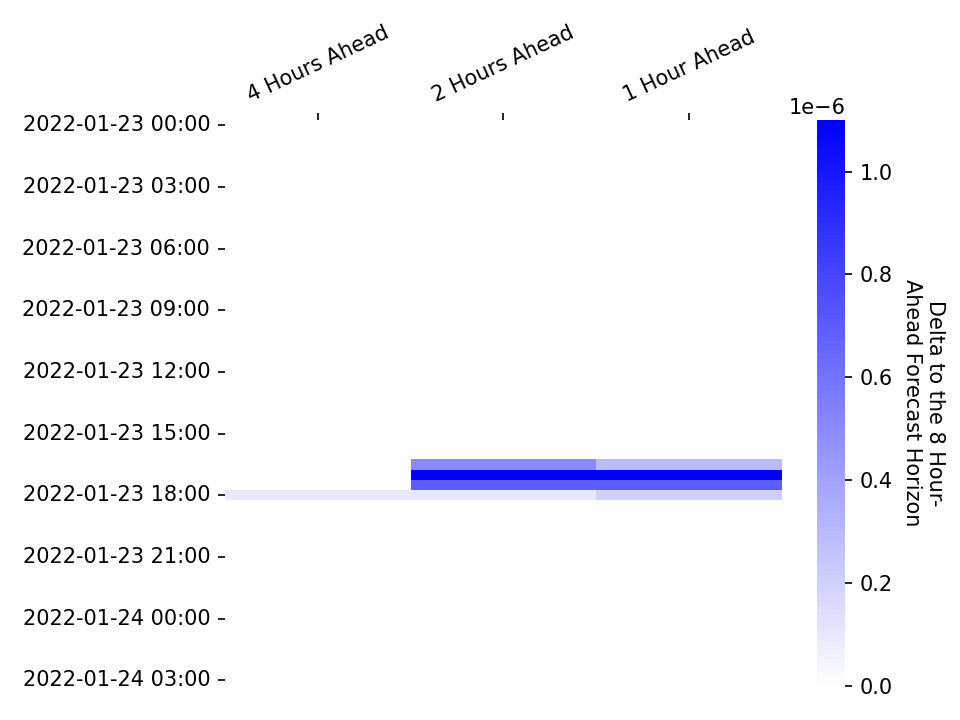 4 Hours Ahead
2 Hours Ahead
1 Hour Ahead
1e−6
2022-01-23 00:00
2022-01-23 03:00
2022-01-23 06:00
2022-01-23 09:00
2022-01-23 12:00
2022-01-23 15:00
2022-01-23 18:00
2022-01-23 21:00
2022-01-24 00:00
2022-01-24 03:00
1.0
0.8
0.6
0.4
0.2
0.0
Delta to the 8 Hour-
Ahead Forecast Horizon